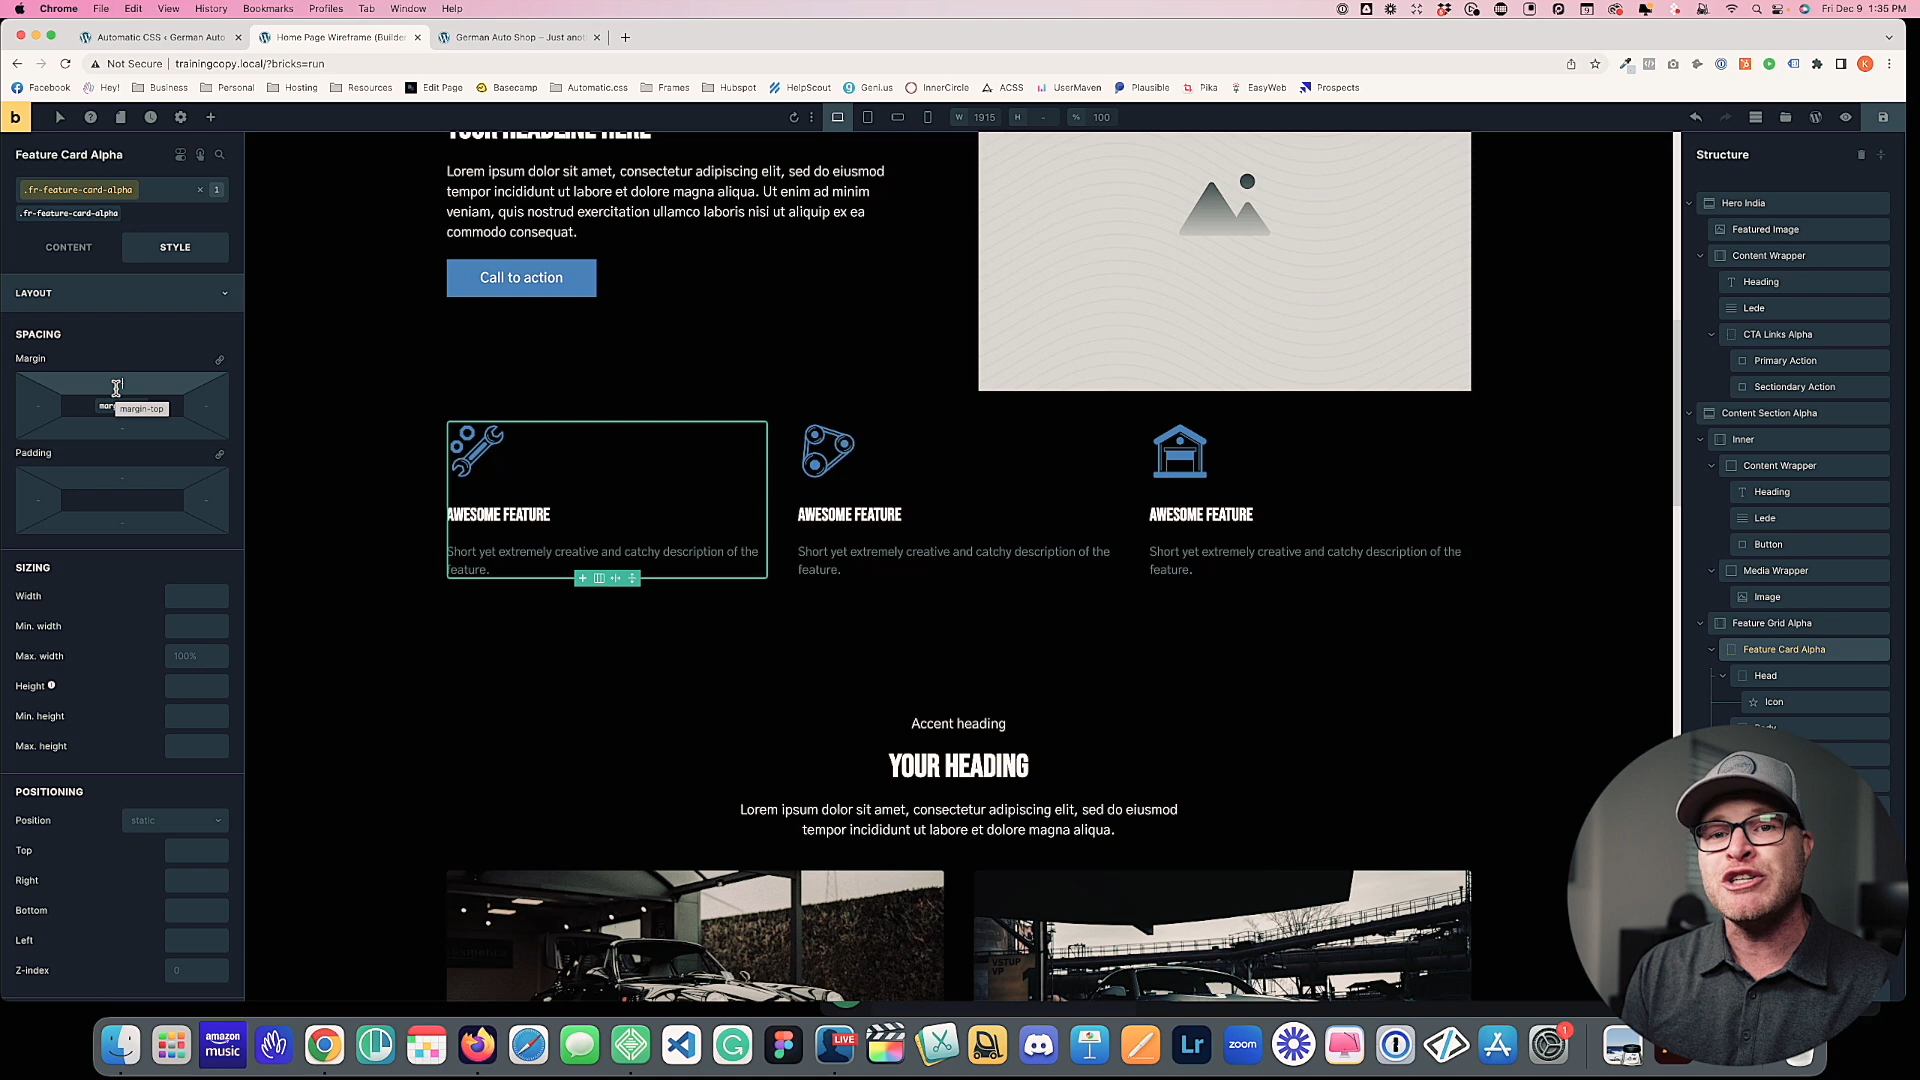 Chrome File Edit View History Bookmarks Profiles Tab Window Help
Fri Dec 9 1:35 PM
Automatic CSS ‹ German Auto
Home Page Wireframe (Builder
German Auto Shop – Just anot
Not Secure trainingcopy.local/?bricks=run
Facebook Hey! Business Personal Hosting Resources Edit Page Basecamp Automatic.css Frames Hubspot HelpScout Geni.us InnerCircle ACSS UserMaven Plausible Pika EasyWeb Prospects
b
W 1915 H - % 100
Feature Card Alpha
.fr-feature-card-alpha
× 1
.fr-feature-card-alpha
CONTENT STYLE
LAYOUT
SPACING
Margin
margin-top
Padding
SIZING
Width
Min. width
Max. width 100%
Height
Min. height
Max. height
POSITIONING
Position static
Top
Right
Bottom
Left
Z-index 0
YOUR HEADLINE HERE
Lorem ipsum dolor sit amet, consectetur adipiscing elit, sed do eiusmod
tempor incididunt ut labore et dolore magna aliqua. Ut enim ad minim
veniam, quis nostrud exercitation ullamco laboris nisi ut aliquip ex ea
commodo consequat.
Call to action
AWESOME FEATURE
Short yet extremely creative and catchy description of the
feature.
AWESOME FEATURE
Short yet extremely creative and catchy description of the
feature.
AWESOME FEATURE
Short yet extremely creative and catchy description of the
feature.
Accent heading
YOUR HEADING
Lorem ipsum dolor sit amet, consectetur adipiscing elit, sed do eiusmod
tempor incididunt ut labore et dolore magna aliqua.
VSTUP
VP
Structure
Hero India
Featured Image
Content Wrapper
Heading
Lede
CTA Links Alpha
Primary Action
Sectiondary Action
Content Section Alpha
Inner
Content Wrapper
Heading
Lede
Button
Media Wrapper
Image
Feature Grid Alpha
Feature Card Alpha
Head
Icon
Body
amazon
music
LIVE
Lr
zoom
1